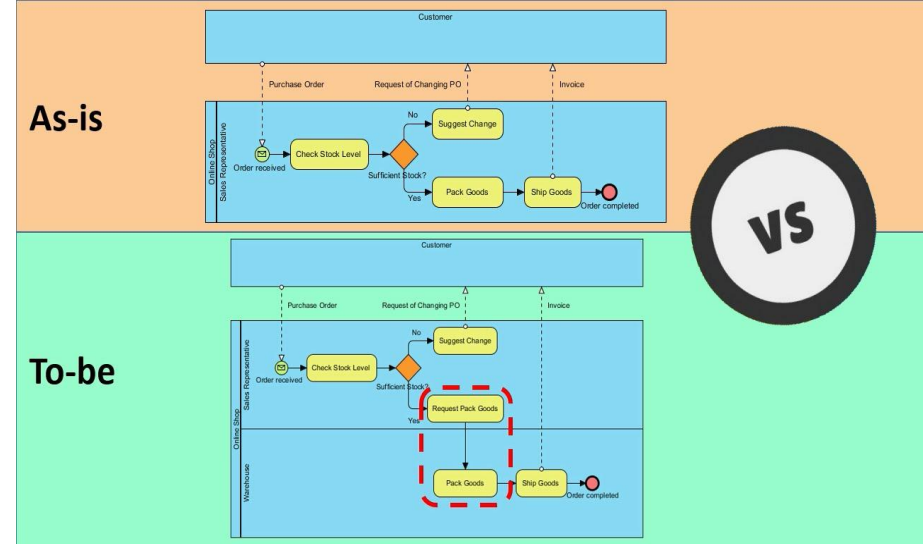 Customer
As-is
Purchase Order
Request of Changing PO
Invoice
Online Shop
Sales Representative
Order received
Check Stock Level
Sufficient Stock?
No
Suggest Change
Yes
Pack Goods
Ship Goods
Order completed
VS
Customer
To-be
Purchase Order
Request of Changing PO
Invoice
Online Shop
Sales Representative
Order received
Check Stock Level
Sufficient Stock?
No
Suggest Change
Yes
Request Pack Goods
Warehouse
Pack Goods
Ship Goods
Order completed